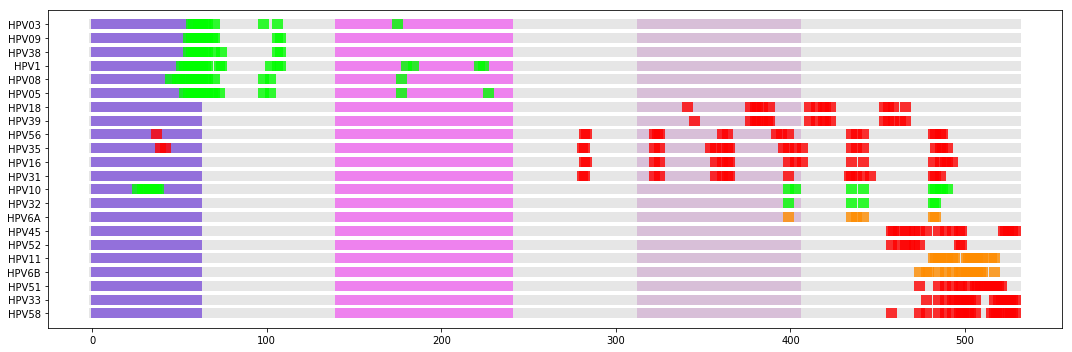 HPV03
HPV09
HPV38
HPV1
HPV08
HPV05
HPV18
HPV39
HPV56
HPV35
HPV16
HPV31
HPV10
HPV32
HPV6A
HPV45
HPV52
HPV11
HPV6B
HPV51
HPV33
HPV58
0 100 200 300 400 500